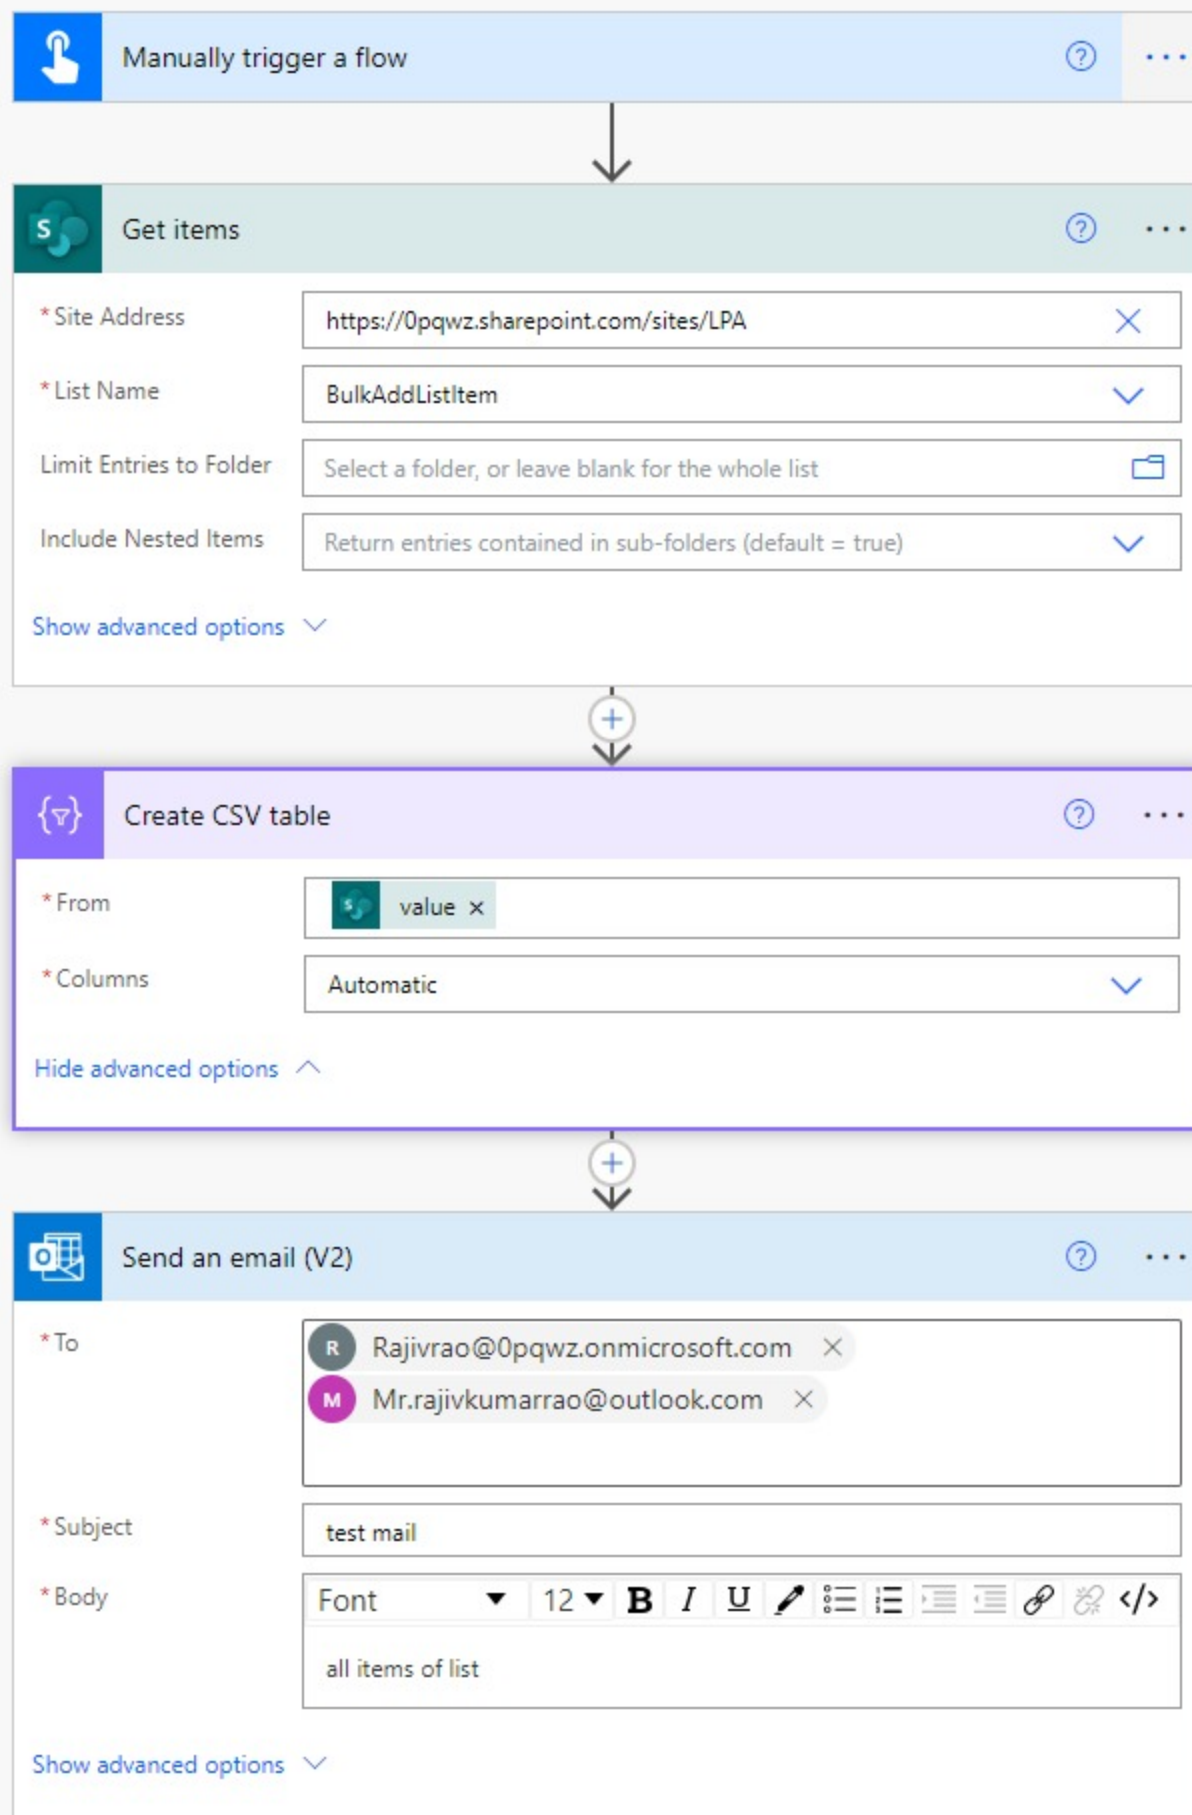 Manually trigger a flow
S Get items
* Site Address https://0pqwz.sharepoint.com/sites/LPA
* List Name BulkAddListItem
Limit Entries to Folder Select a folder, or leave blank for the whole list
Include Nested Items Return entries contained in sub-folders (default = true)
Show advanced options
Create CSV table
* From S value ×
* Columns Automatic
Hide advanced options
Send an email (V2)
* To R Rajivrao@0pqwz.onmicrosoft.com
M Mr.rajivkumarrao@outlook.com
* Subject test mail
* Body Font 12 B I U </>
all items of list
Show advanced options